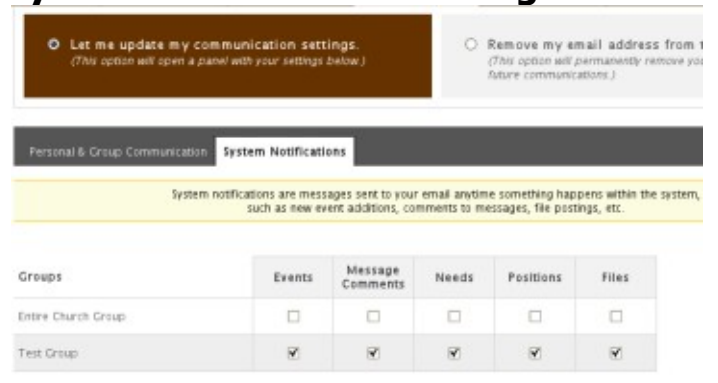 Let me update my communication settings.
(This option will open a panel with your settings below.)
Remove my email address from
(This option will permanently remove you
future communications.)
Personal & Group Communication System Notifications
System notifications are messages sent to your email anytime something happens within the system,
such as new event additions, comments to messages, file postings, etc.
Groups Events Message Comments Needs Positions Files
Entire Church Group
Test Group